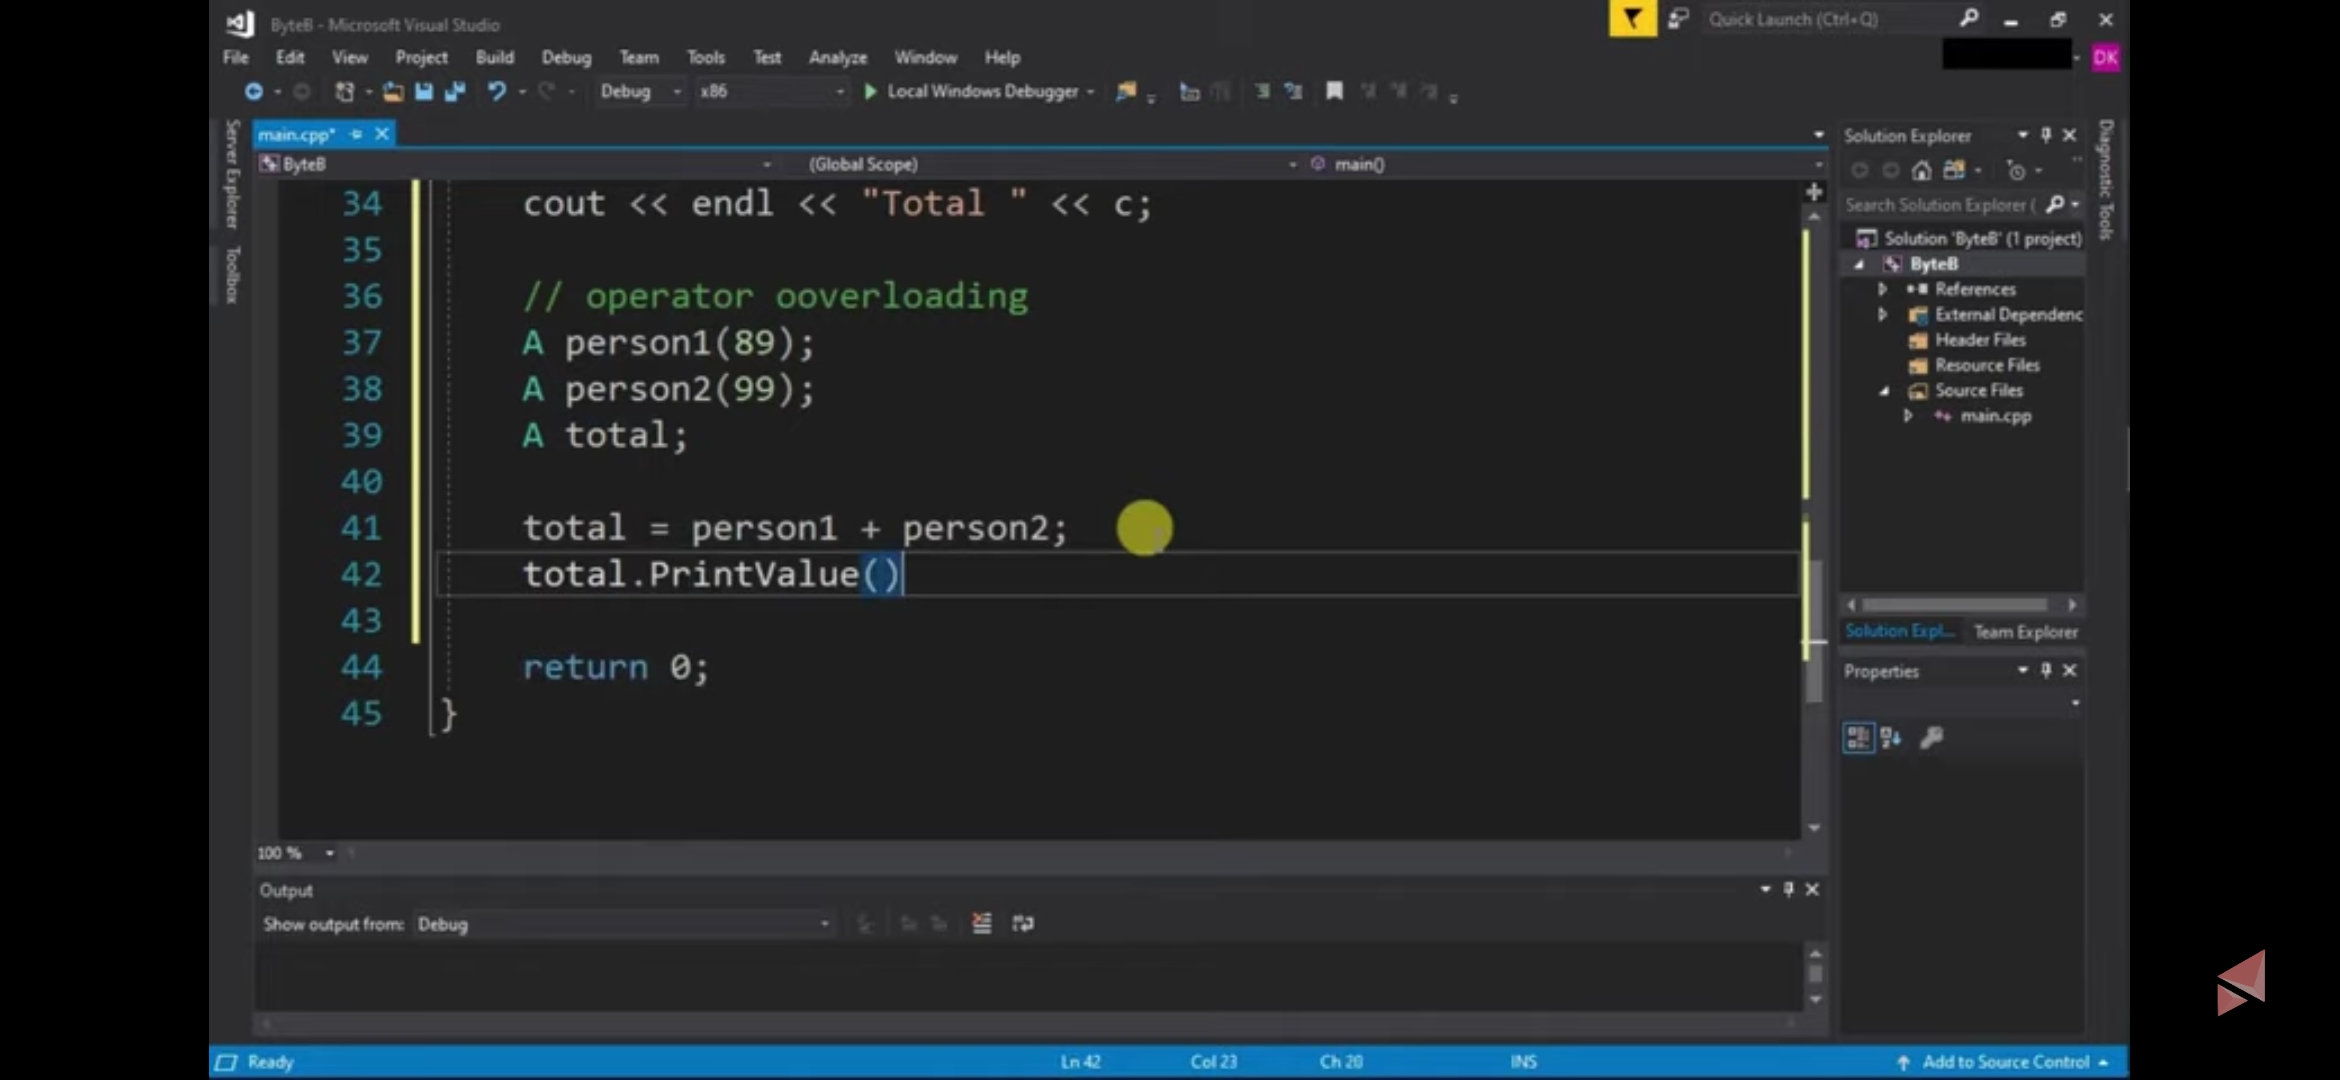 ByteB - Microsoft Visual Studio
Quick Launch (Ctrl+Q)
File Edit View Project Build Debug Team Tools Test Analyze Window Help
DK
Debug x86 Local Windows Debugger
Server Explorer
Toolbox
main.cpp*
ByteB (Global Scope) main()
34 cout << endl << "Total " << c;
35
36 // operator ooverloading
37 A person1(89);
38 A person2(99);
39 A total;
40
41 total = person1 + person2;
42 total.PrintValue()
43
44 return 0;
45 }
100 %
Output
Show output from: Debug
Solution Explorer
Search Solution Explorer (
Solution 'ByteB' (1 project)
ByteB
References
External Dependenc
Header Files
Resource Files
Source Files
main.cpp
Solution Expl... Team Explorer
Properties
Diagnostic Tools
Ready Ln 42 Col 23 Ch 20 INS Add to Source Control